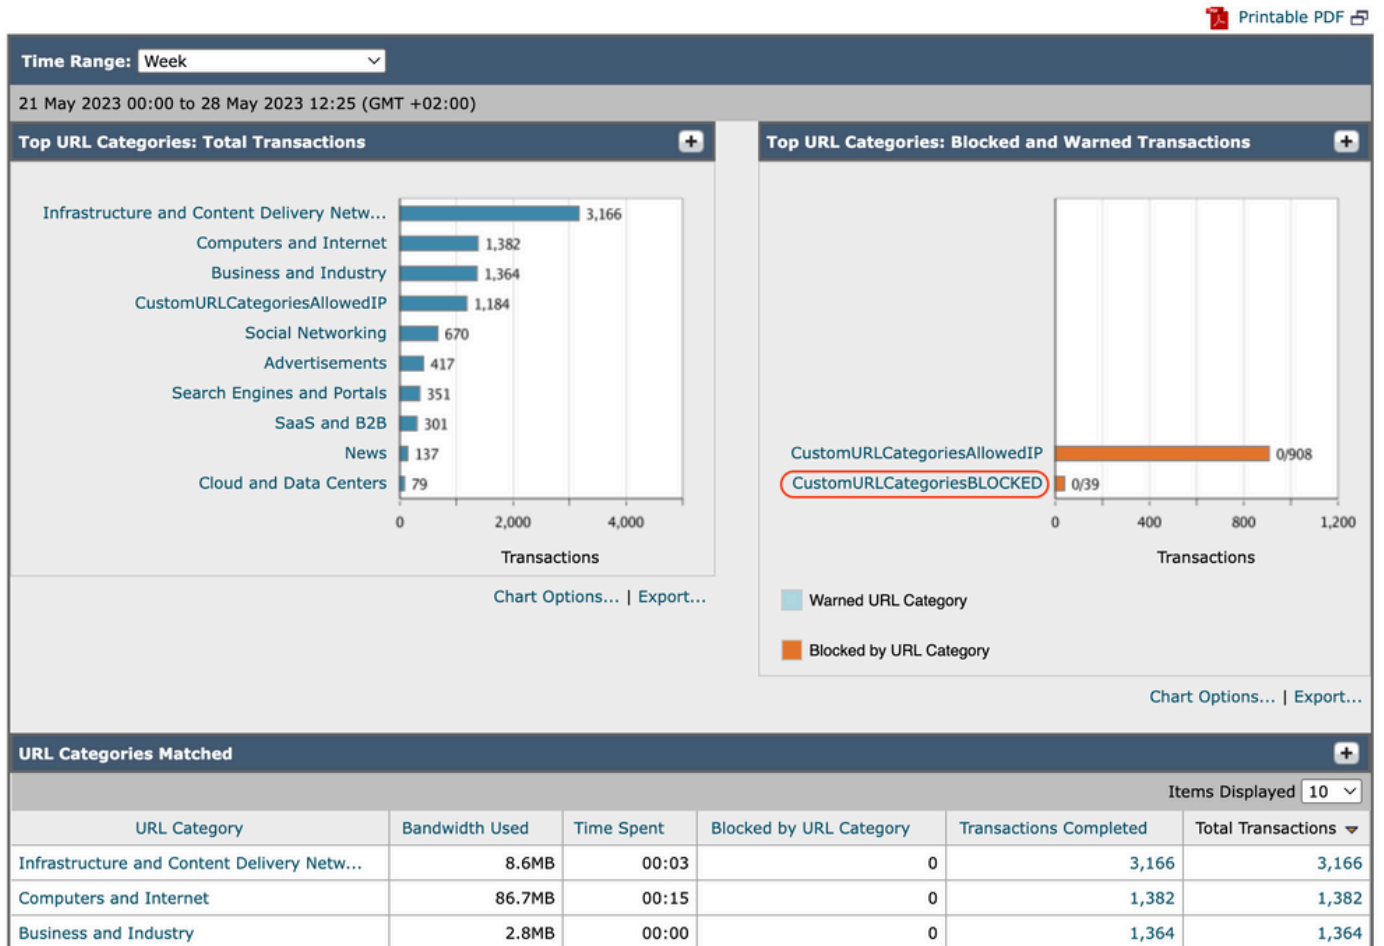 Printable PDF
Time Range: Week
21 May 2023 00:00 to 28 May 2023 12:25 (GMT +02:00)
Top URL Categories: Total Transactions
Infrastructure and Content Delivery Netw... 3,166
Computers and Internet 1,382
Business and Industry 1,364
CustomURLCategoriesAllowedIP 1,184
Social Networking 670
Advertisements 417
Search Engines and Portals 351
SaaS and B2B 301
News 137
Cloud and Data Centers 79
0 2,000 4,000
Transactions
Chart Options... | Export...
Top URL Categories: Blocked and Warned Transactions
CustomURLCategoriesAllowedIP 0/908
CustomURLCategoriesBLOCKED 0/39
0 400 800 1,200
Transactions
Warned URL Category
Blocked by URL Category
Chart Options... | Export...
URL Categories Matched
Items Displayed 10
URL Category Bandwidth Used Time Spent Blocked by URL Category Transactions Completed Total Transactions
Infrastructure and Content Delivery Netw... 8.6MB 00:03 0 3,166 3,166
Computers and Internet 86.7MB 00:15 0 1,382 1,382
Business and Industry 2.8MB 00:00 0 1,364 1,364